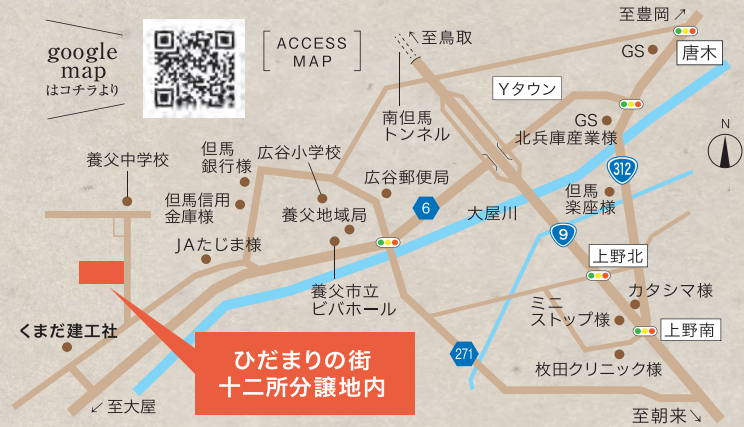 google
map
はコチラより
ACCESS
MAP
↖至鳥取
至豊岡↗
GS
唐木
Yタウン
南但馬
トンネル
GS
北兵庫産業様
N
養父中学校
但馬
銀行様
広谷小学校
広谷郵便局
312
但馬信用
金庫様
養父地域局
6
大屋川
但馬
楽座様
JAたじま様
9
上野北
養父市立
ビバホール
カタシマ様
ミニ
ストップ様
上野南
くまだ建工社
ひだまりの街
十二所分譲地内
271
枚田クリニック様
↙至大屋
至朝来↘